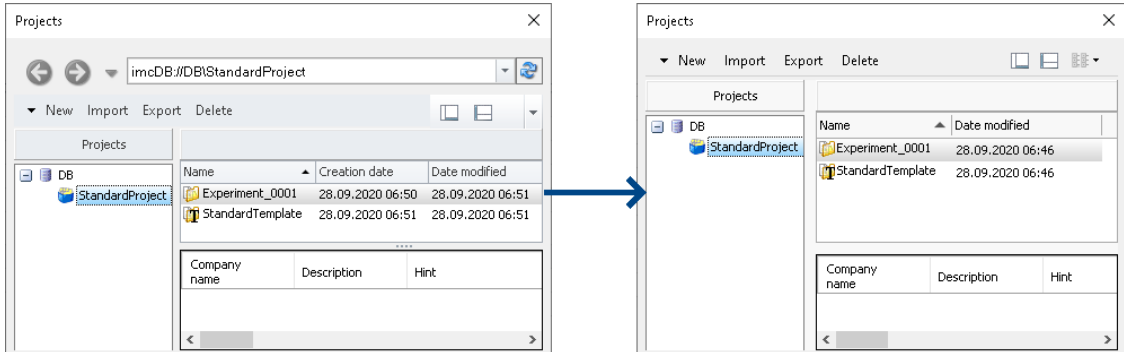 Projects
imcDB://DB\StandardProject
New Import Export Delete
Projects
DB
StandardProject
Name Creation date Date modified
Experiment_0001 28.09.2020 06:50 28.09.2020 06:51
StandardTemplate 28.09.2020 06:51 28.09.2020 06:51
Company
name
Description Hint
Projects
New Import Export Delete
Projects
DB
StandardProject
Name Date modified
Experiment_0001 28.09.2020 06:46
StandardTemplate 28.09.2020 06:46
Company
name
Description Hint